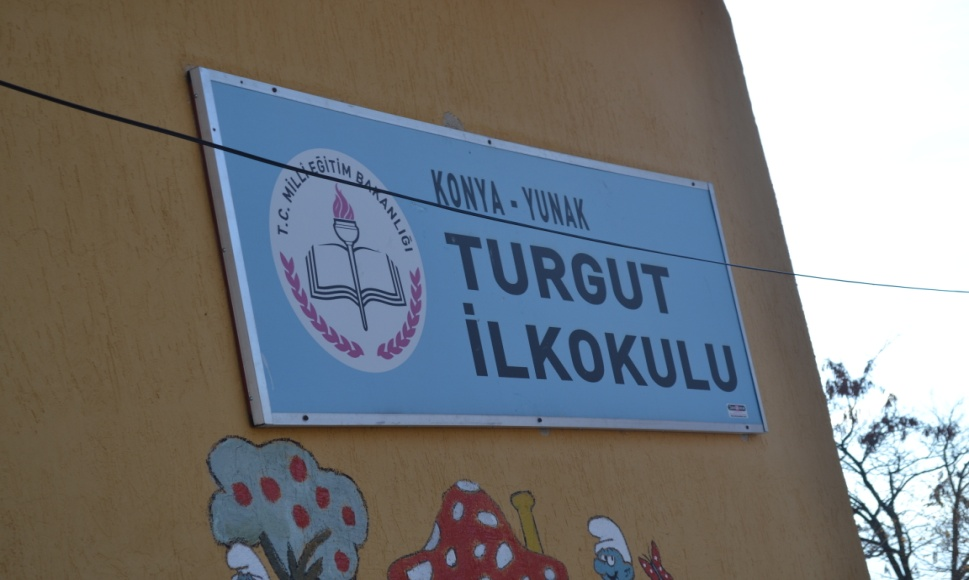 T.C. MİLLİ EĞİTİM BAKANLIĞI
KONYA - YUNAK
TURGUT
İLKOKULU